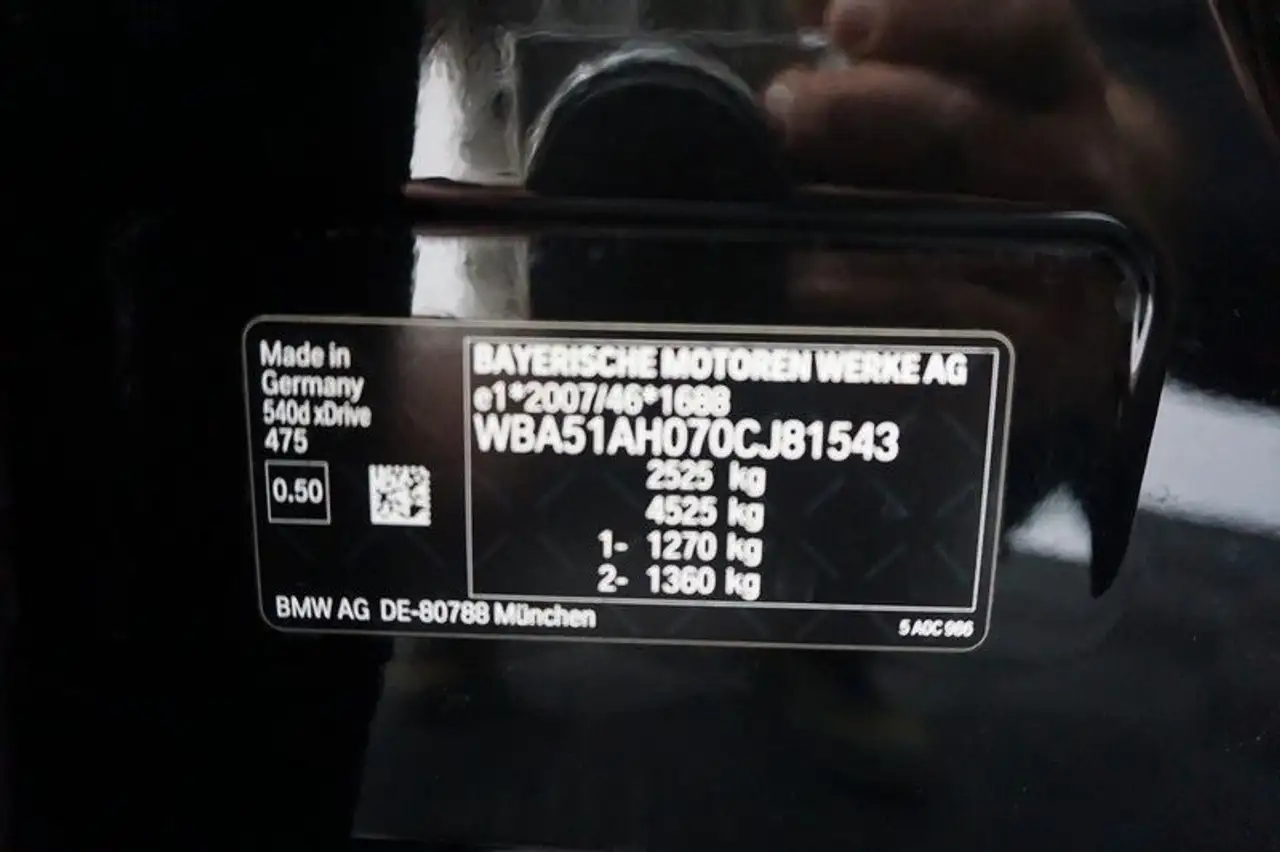 Made in
Germany
540d xDrive
475
0.50
BAYERISCHE MOTOREN WERKE AG
e1*2007/46*1688
WBA51AH070CJ81543
2525 kg
4525 kg
1- 1270 kg
2- 1360 kg
BMW AG DE-80788 München
5 A0C 966